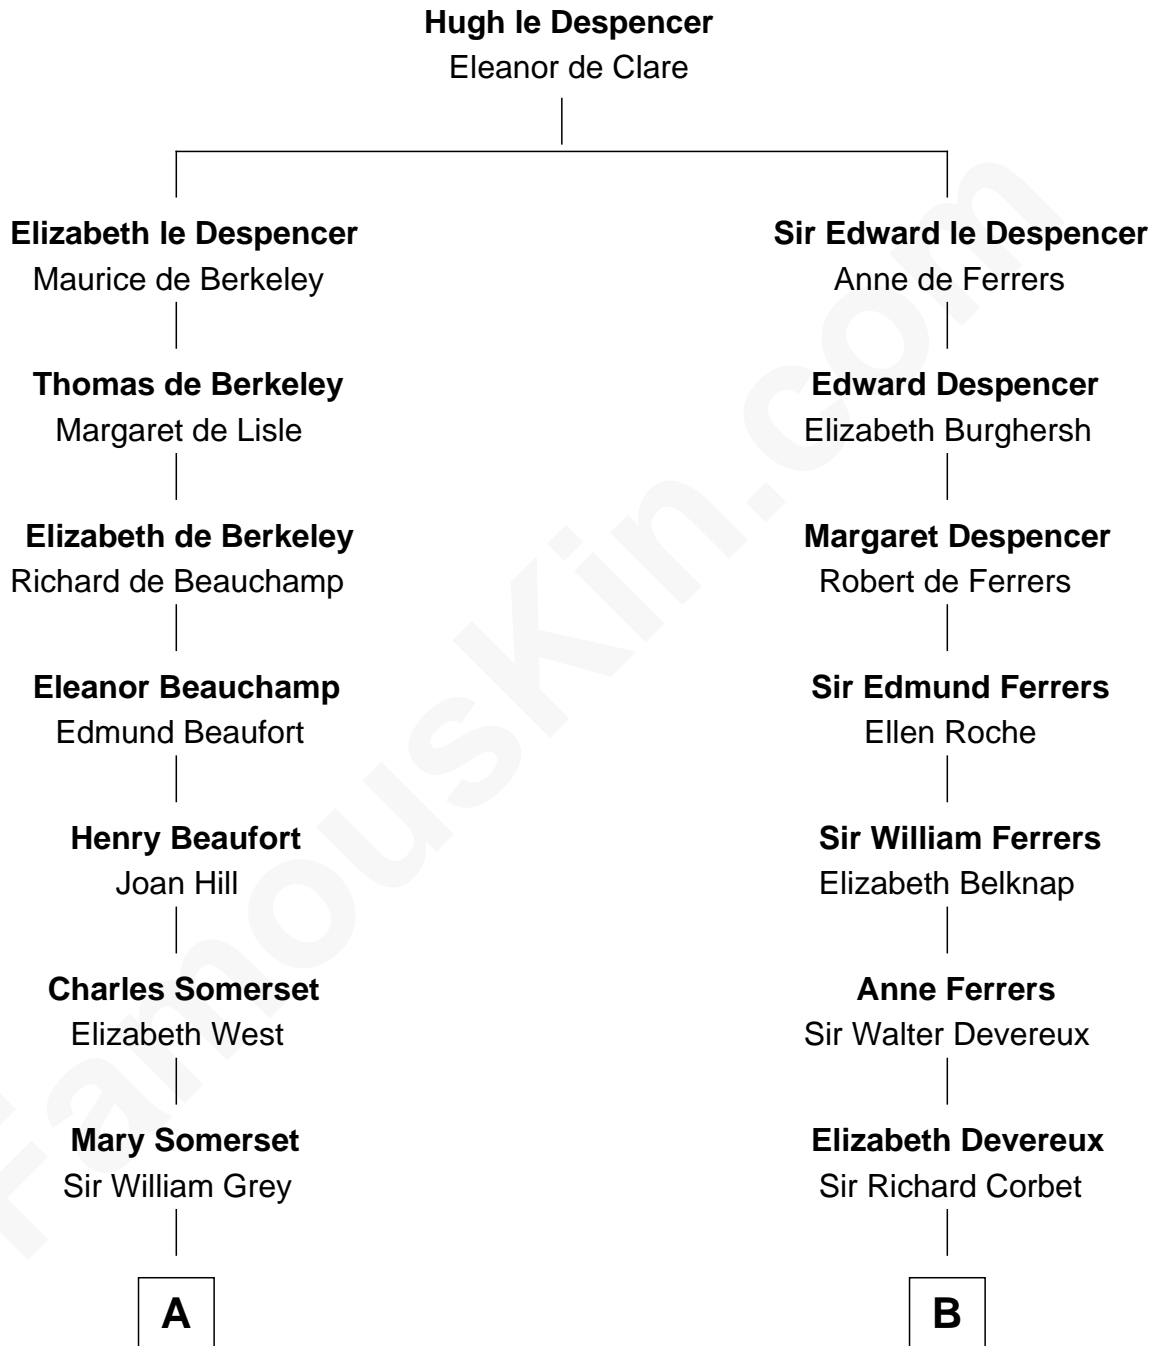 Hugh le Despencer
Eleanor de Clare
Elizabeth le Despencer
Maurice de Berkeley
Thomas de Berkeley
Margaret de Lisle
Elizabeth de Berkeley
Richard de Beauchamp
Eleanor Beauchamp
Edmund Beaufort
Henry Beaufort
Joan Hill
Charles Somerset
Elizabeth West
Mary Somerset
Sir William Grey
A
Sir Edward le Despencer
Anne de Ferrers
Edward Despencer
Elizabeth Burghersh
Margaret Despencer
Robert de Ferrers
Sir Edmund Ferrers
Ellen Roche
Sir William Ferrers
Elizabeth Belknap
Anne Ferrers
Sir Walter Devereux
Elizabeth Devereux
Sir Richard Corbet
B
FamousKin.com